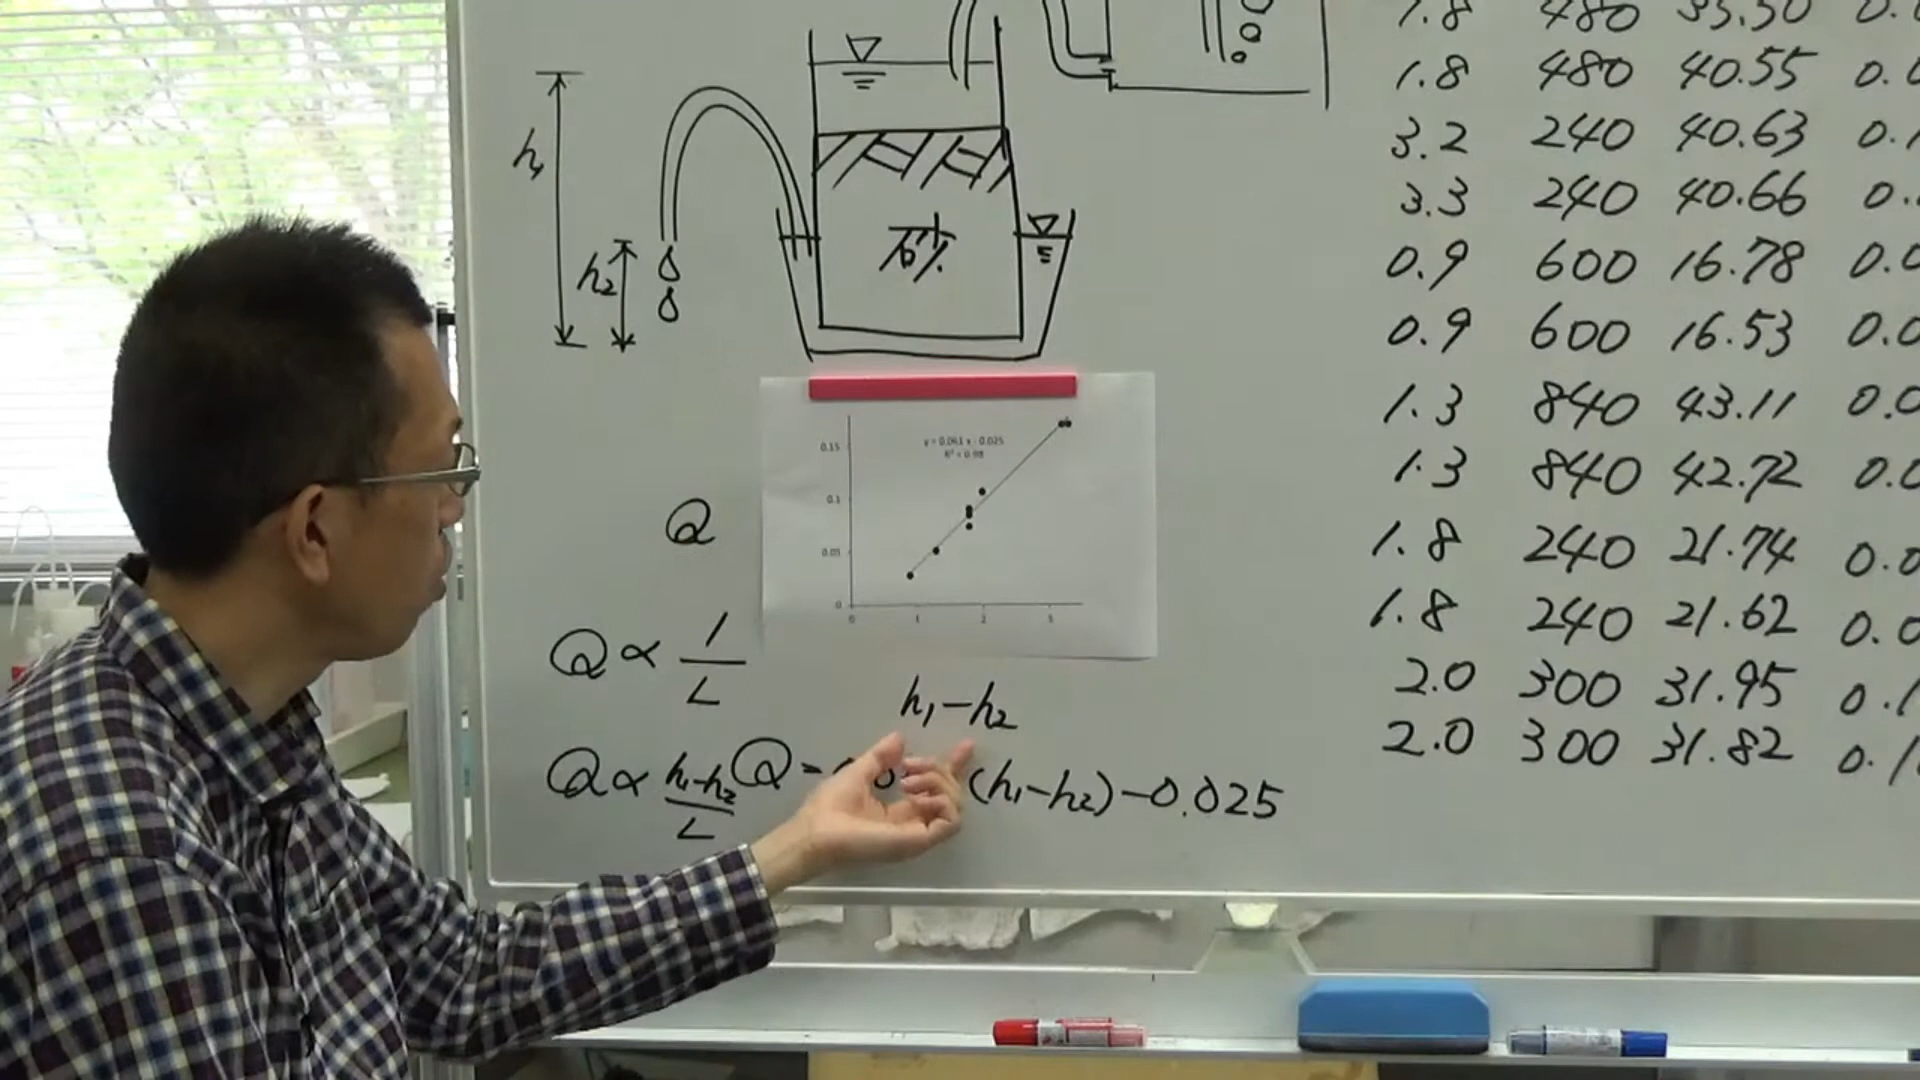 h₁
h₂
砂
y = 0.061 x - 0.025
R² = 0.98
0.15
0.1
0.05
0
0 1 2 3
Q
h₁-h₂
Q ∝ 1/L
Q ∝ h₁-h₂/L
Q = (h₁-h₂)-0.025
1.8 480 35.50
1.8 480 40.55
3.2 240 40.63
3.3 240 40.66
0.9 600 16.78
0.9 600 16.53
1.3 840 43.11
1.3 840 42.72
1.8 240 21.74
1.8 240 21.62
2.0 300 31.95
2.0 300 31.82